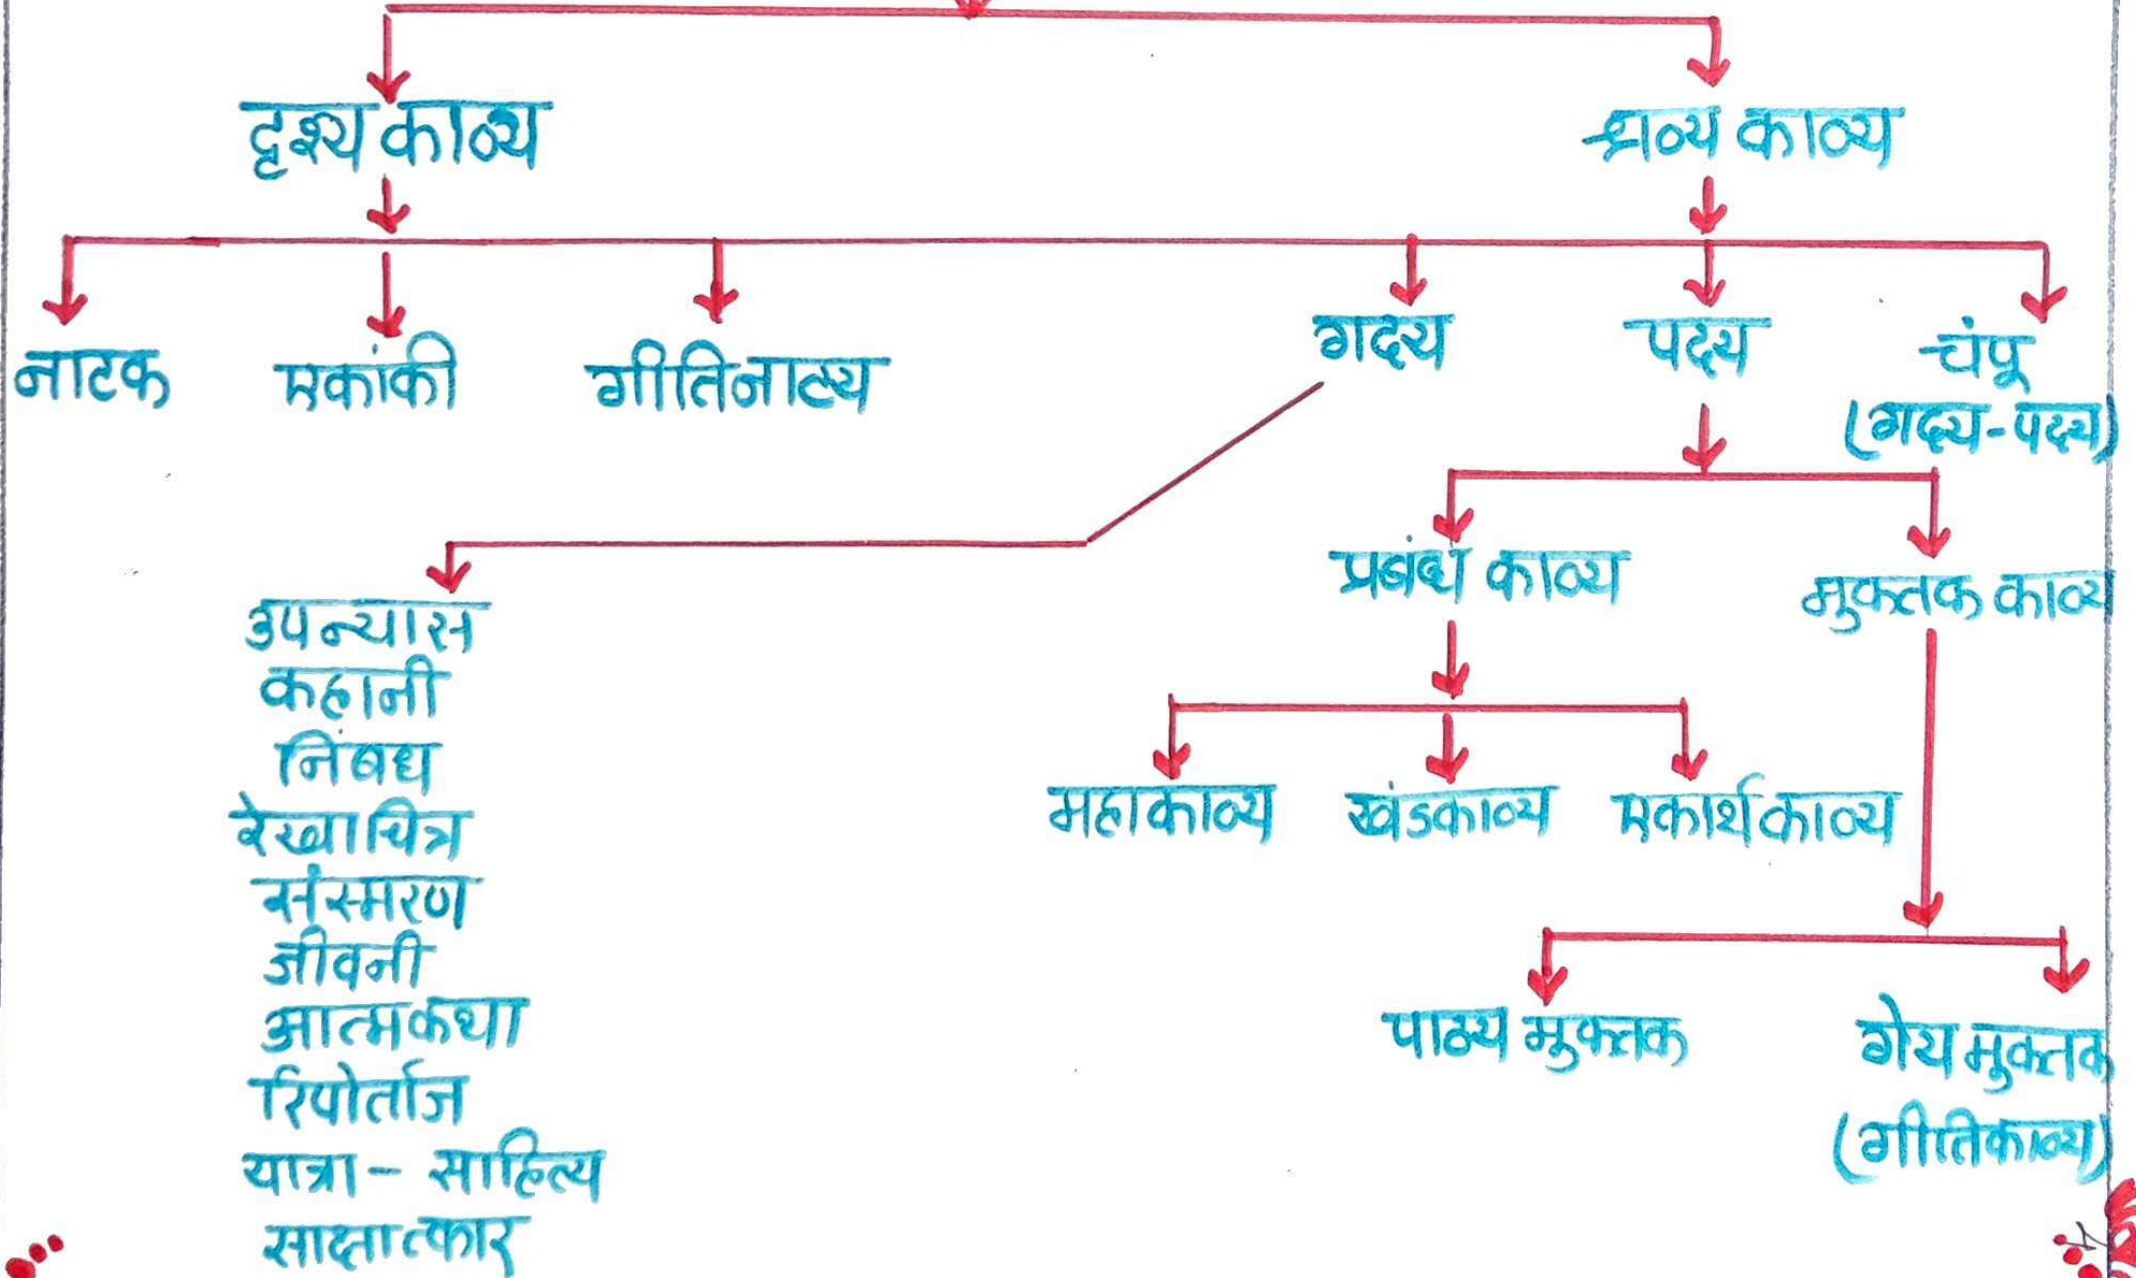 दृश्य काव्य
श्रव्य काव्य
नाटक
एकांकी
गीतिनाट्य
गद्य
पद्य
चंपू
(गद्य-पद्य)
प्रबंध काव्य
मुक्तक काव्य
उपन्यास
कहानी
निंबध
रेखाचित्र
संस्मरण
जीवनी
आत्मकथा
रिपोर्ताज
यात्रा - साहित्य
साक्षात्कार
महाकाव्य
खंडकाव्य
एकार्थकाव्य
पाठ्य मुक्तक
गेय मुक्तक
(गीतिकाव्य)